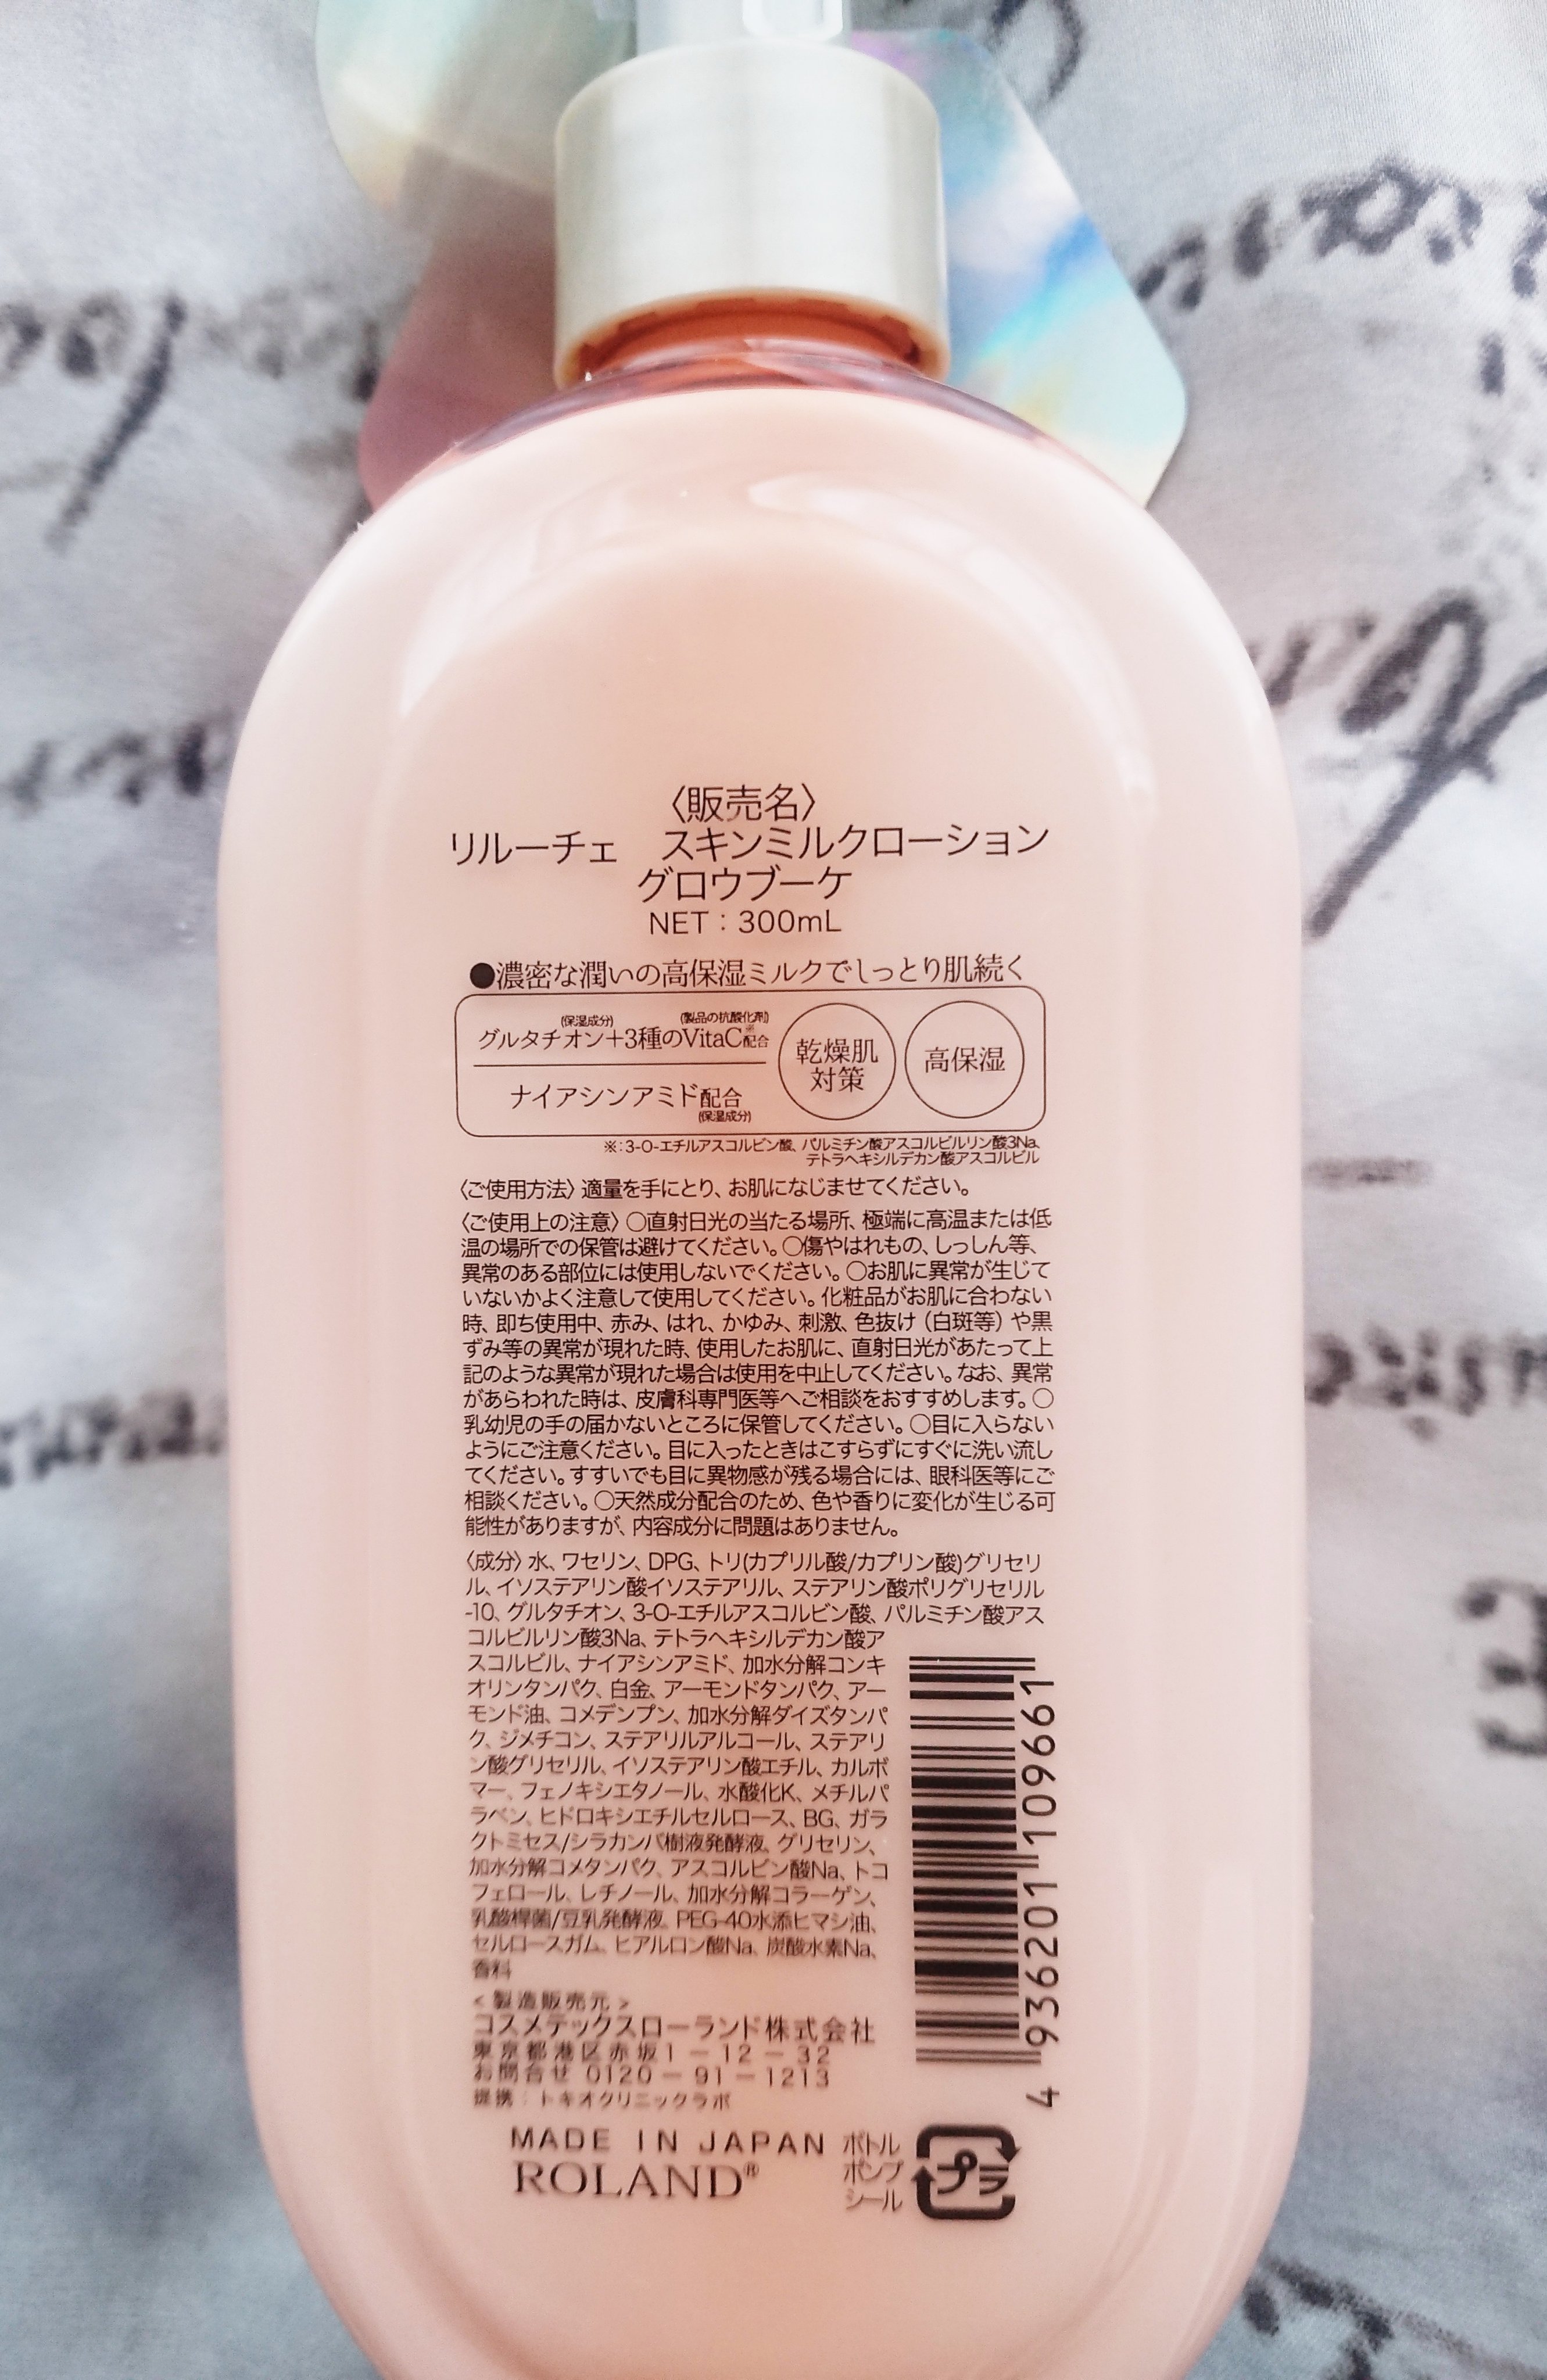 〈販売名〉
リルーチェ　スキンミルクローション
グロウブーケ
NET：300mL
●濃密な潤いの高保湿ミルクでしっとり肌続く
(保湿成分) (製品の抗酸化剤)
グルタチオン+3種のVitaC※配合
ナイアシンアミド配合
(保湿成分)
乾燥肌
対策
高保湿
※：3-O-エチルアスコルビン酸、パルミチン酸アスコルビルリン酸3Na、
テトラヘキシルデカン酸アスコルビル
〈ご使用方法〉適量を手にとり、お肌になじませてください。
〈ご使用上の注意〉○直射日光の当たる場所、極端に高温または低
温の場所での保管は避けてください。○傷やはれもの、しっしん等、
異常のある部位には使用しないでください。○お肌に異常が生じて
いないかよく注意して使用してください。化粧品がお肌に合わない
時、即ち使用中、赤み、はれ、かゆみ、刺激、色抜け（白斑等）や黒
ずみ等の異常が現れた時、使用したお肌に、直射日光があたって上
記のような異常が現れた場合は使用を中止してください。なお、異常
があらわれた時は、皮膚科専門医等へご相談をおすすめします。○
乳幼児の手の届かないところに保管してください。○目に入らない
ようにご注意ください。目に入ったときはこすらずにすぐに洗い流し
てください。すすいでも目に異物感が残る場合には、眼科医等にご
相談ください。○天然成分配合のため、色や香りに変化が生じる可
能性がありますが、内容成分に問題はありません。
〈成分〉水、ワセリン、DPG、トリ(カプリル酸/カプリン酸)グリセリ
ル、イソステアリン酸イソステアリル、ステアリン酸ポリグリセリル
-10、グルタチオン、3-O-エチルアスコルビン酸、パルミチン酸アス
コルビルリン酸3Na、テトラヘキシルデカン酸ア
スコルビル、ナイアシンアミド、加水分解コンキ
オリンタンパク、白金、アーモンドタンパク、アー
モンド油、コメデンプン、加水分解ダイズタンパ
ク、ジメチコン、ステアリルアルコール、ステアリ
ン酸グリセリル、イソステアリン酸エチル、カルボ
マー、フェノキシエタノール、水酸化K、メチルパ
ラベン、ヒドロキシエチルセルロース、BG、ガラ
クトミセス/シラカンバ樹液発酵液、グリセリン、
加水分解コメタンパク、アスコルビン酸Na、トコ
フェロール、レチノール、加水分解コラーゲン、
乳酸桿菌/豆乳発酵液、PEG-40水添ヒマシ油、
セルロースガム、ヒアルロン酸Na、炭酸水素Na、
香料
＜製造販売元＞
コスメテックスローランド株式会社
東京都港区赤坂1－12－32
お問合せ 0120－91－1213
提携：トキオクリニックラボ
MADE IN JAPAN
ROLAND®
ボトル
ポンプ
シール
プラ
4 936201 109661